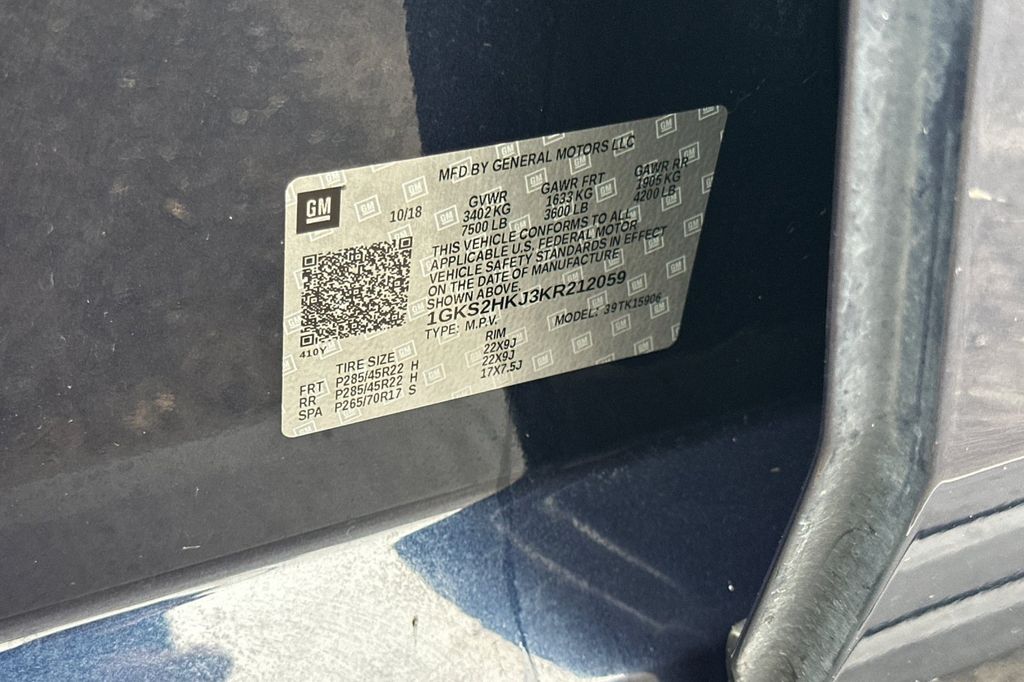 MFD BY GENERAL MOTORS LLC
GM
10/18
GVWR GAWR FRT GAWR RR
3402 KG 1633 KG 1905 KG
7500 LB 3600 LB 4200 LB
THIS VEHICLE CONFORMS TO ALL
APPLICABLE U.S. FEDERAL MOTOR
VEHICLE SAFETY STANDARDS IN EFFECT
ON THE DATE OF MANUFACTURE
SHOWN ABOVE.
1GKS2HKJ3KR212059
TYPE: M.P.V. MODEL: 39TK15906
410Y
TIRE SIZE RIM
FRT P285/45R22 H 22X9J
RR P285/45R22 H 22X9J
SPA P265/70R17 S 17X7.5J